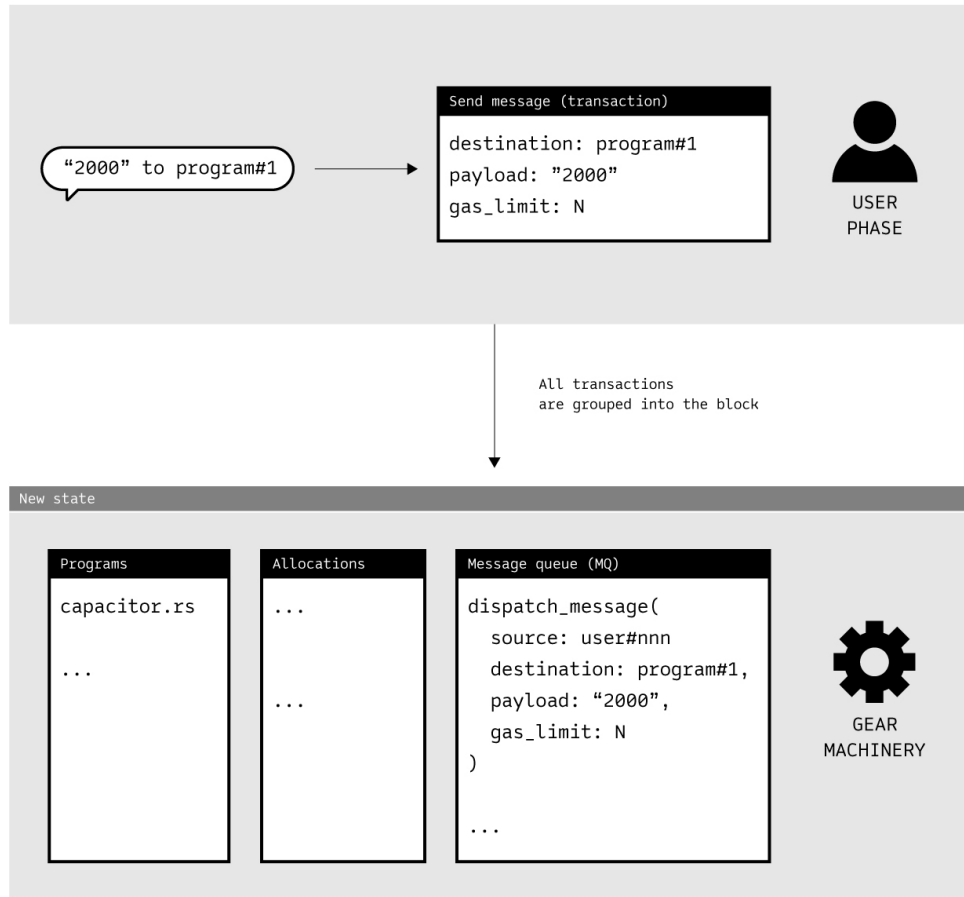 Send message (transaction)
“2000” to program#1
destination: program#1
payload: ”2000”
gas_limit: N
USER
PHASE
All transactions
are grouped into the block
New state
Programs
capacitor.rs
...
Allocations
...
...
Message queue (MQ)
dispatch_message(
source: user#nnn
destination: program#1,
payload: “2000”,
gas_limit: N
)
...
GEAR
MACHINERY